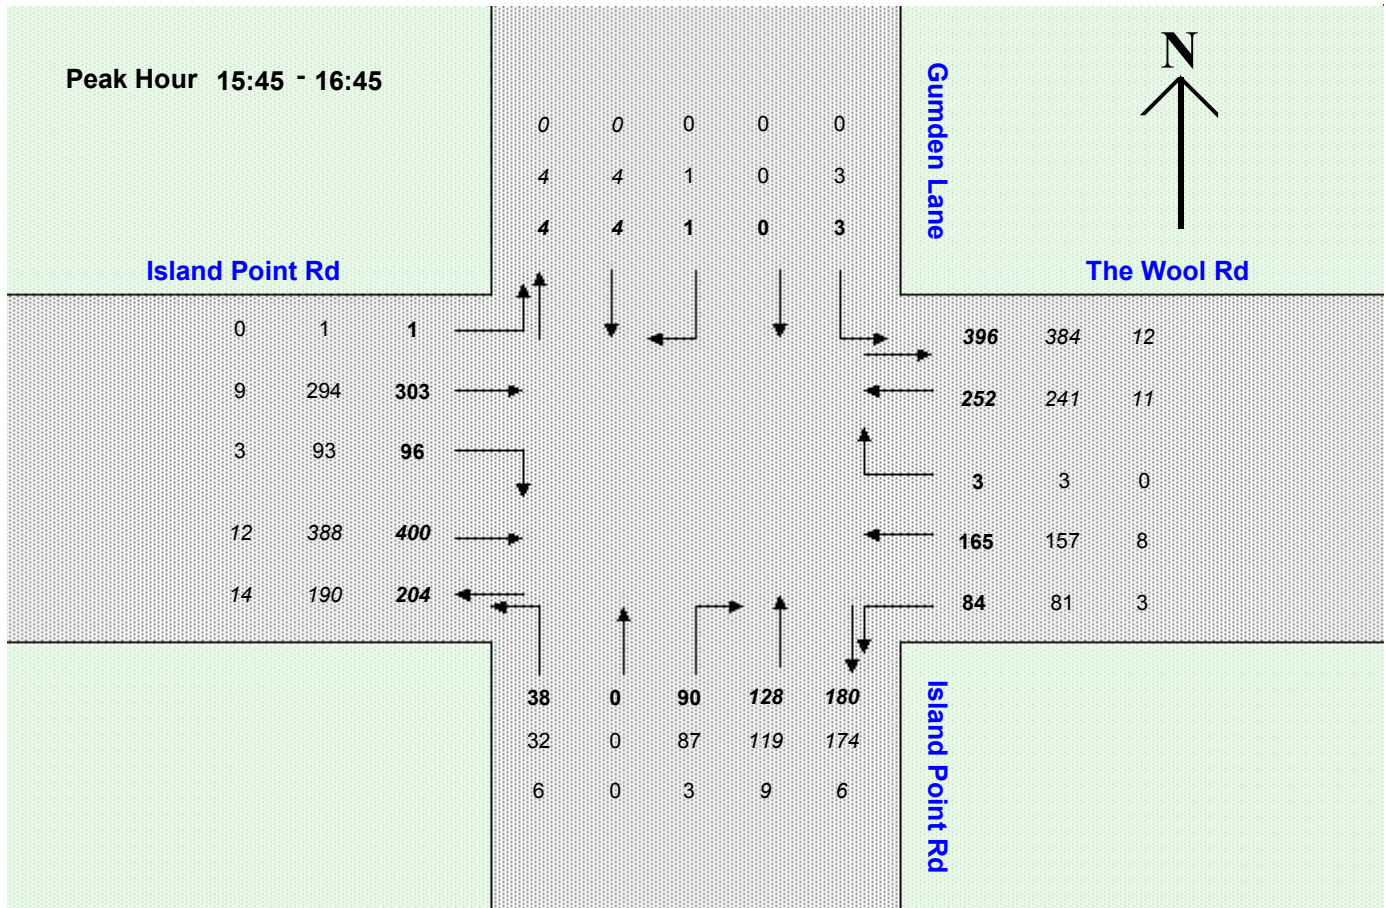 N
Peak Hour 15:45 - 16:45
Gumden Lane
0 0 0 0 0
4 4 1 0 3
4 4 1 0 3
Island Point Rd
The Wool Rd
0 1 1
396 384 12
9 294 303
252 241 11
3 93 96
3 3 0
12 388 400
165 157 8
14 190 204
84 81 3
38 0 90 128 180
32 0 87 119 174
6 0 3 9 6
Island Point Rd